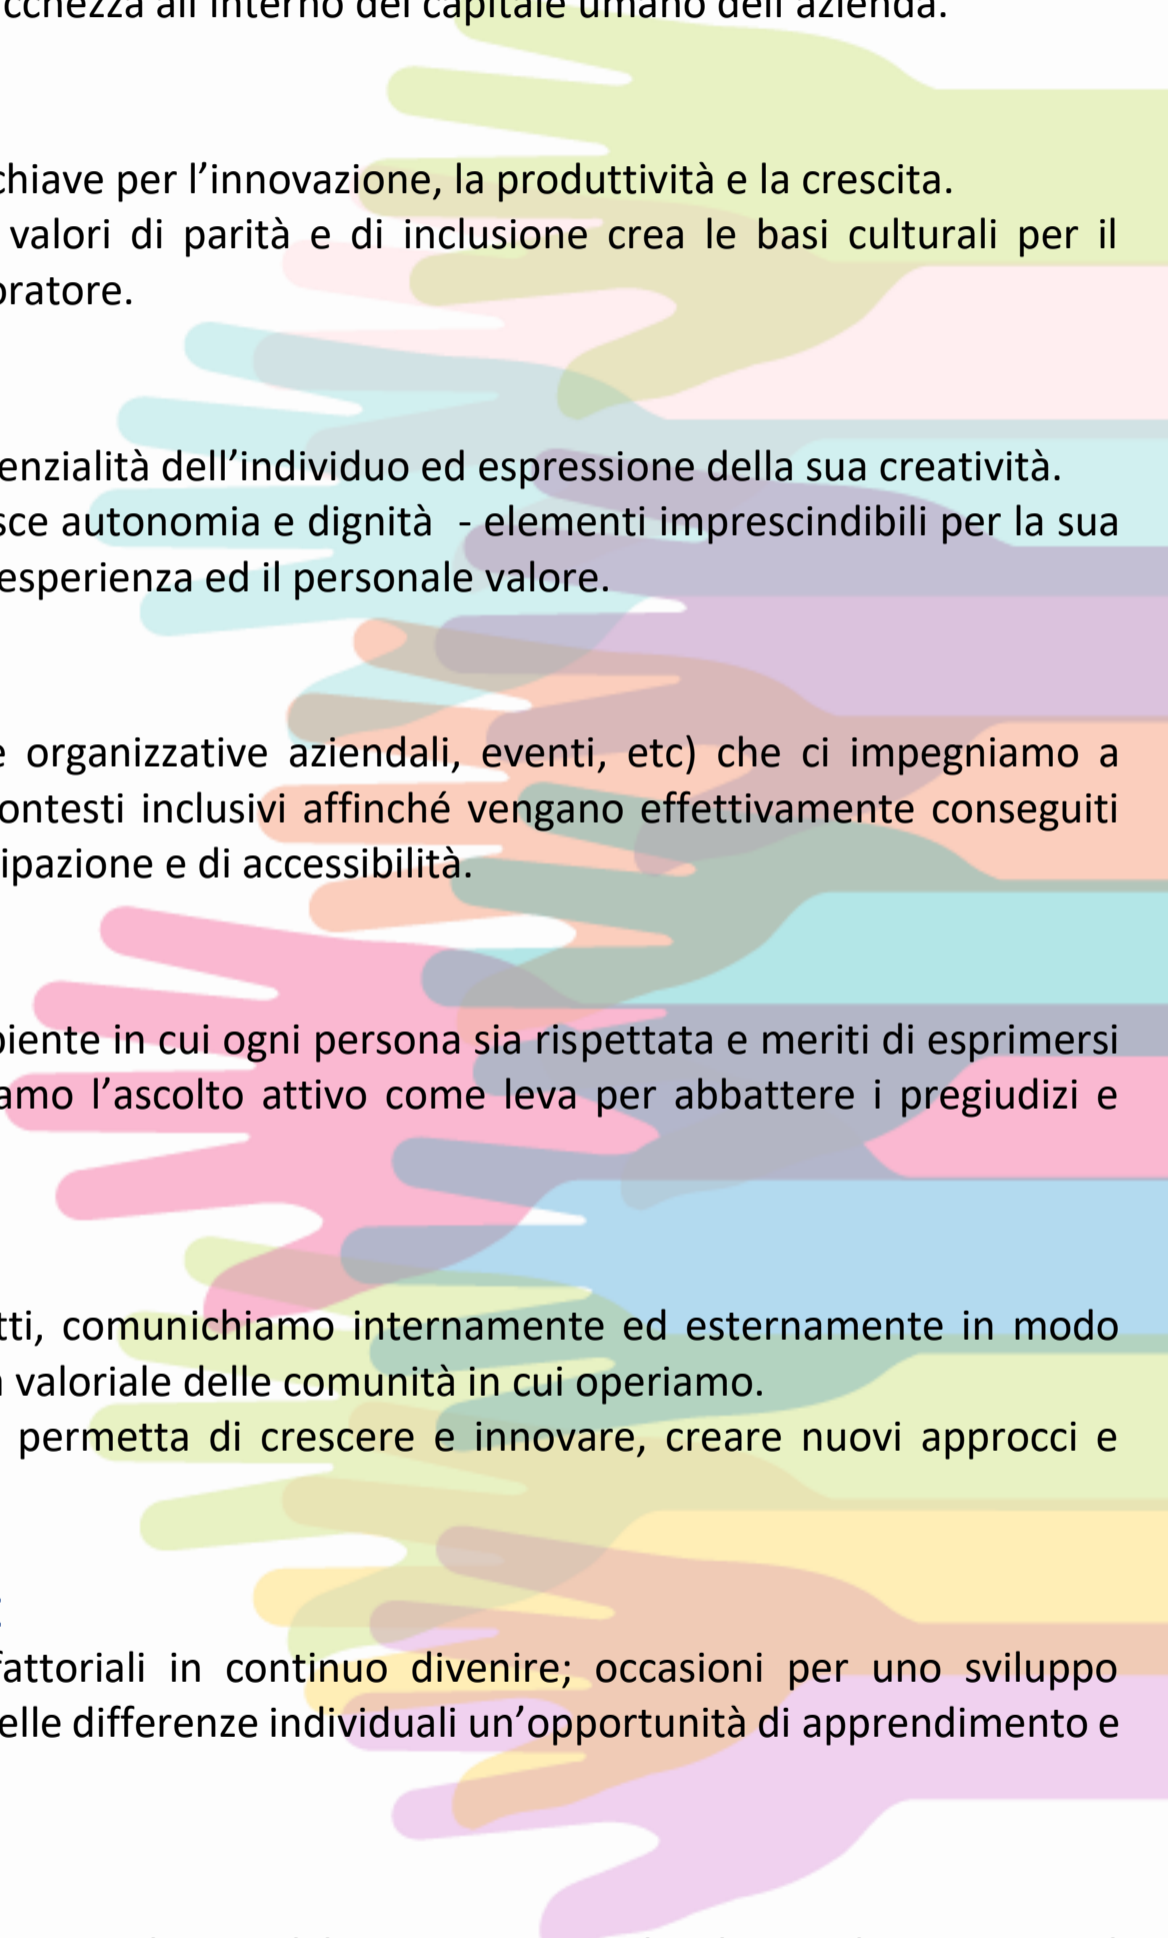 cchezza all'interno del capitale umano dell'azienda.
chiave per l’innovazione, la produttività e la crescita.
valori di parità e di inclusione crea le basi culturali per il
oratore.
enzialità dell’individuo ed espressione della sua creatività.
sce autonomia e dignità - elementi imprescindibili per la sua
esperienza ed il personale valore.
e organizzative aziendali, eventi, etc) che ci impegniamo a
ontesti inclusivi affinché vengano effettivamente conseguiti
ipazione e di accessibilità.
biente in cui ogni persona sia rispettata e meriti di esprimersi
amo l’ascolto attivo come leva per abbattere i pregiudizi e
tti, comunichiamo internamente ed esternamente in modo
valoriale delle comunità in cui operiamo.
permetta di crescere e innovare, creare nuovi approcci e
:
fattoriali in continuo divenire; occasioni per uno sviluppo
elle differenze individuali un’opportunità di apprendimento e